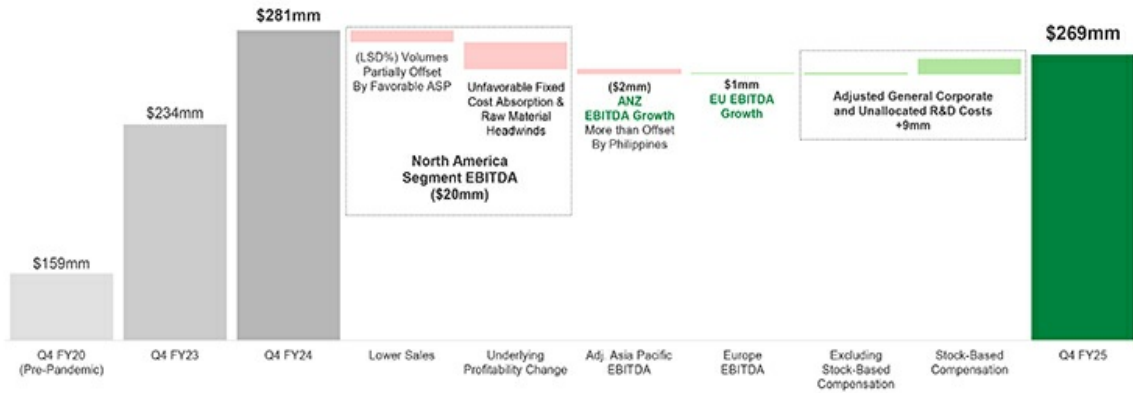 $281mm
$269mm
$234mm
$159mm
(LSD%) Volumes
Partially Offset
By Favorable ASP
Unfavorable Fixed
Cost Absorption &
Raw Material
Headwinds
North America
Segment EBITDA
($20mm)
($2mm)
ANZ
EBITDA Growth
More than Offset
By Philippines
$1mm
EU EBITDA
Growth
Adjusted General Corporate
and Unallocated R&D Costs
+9mm
Q4 FY20
(Pre-Pandemic)
Q4 FY23
Q4 FY24
Lower Sales
Underlying
Profitability Change
Adj. Asia Pacific
EBITDA
Europe
EBITDA
Excluding
Stock-Based
Compensation
Stock-Based
Compensation
Q4 FY25